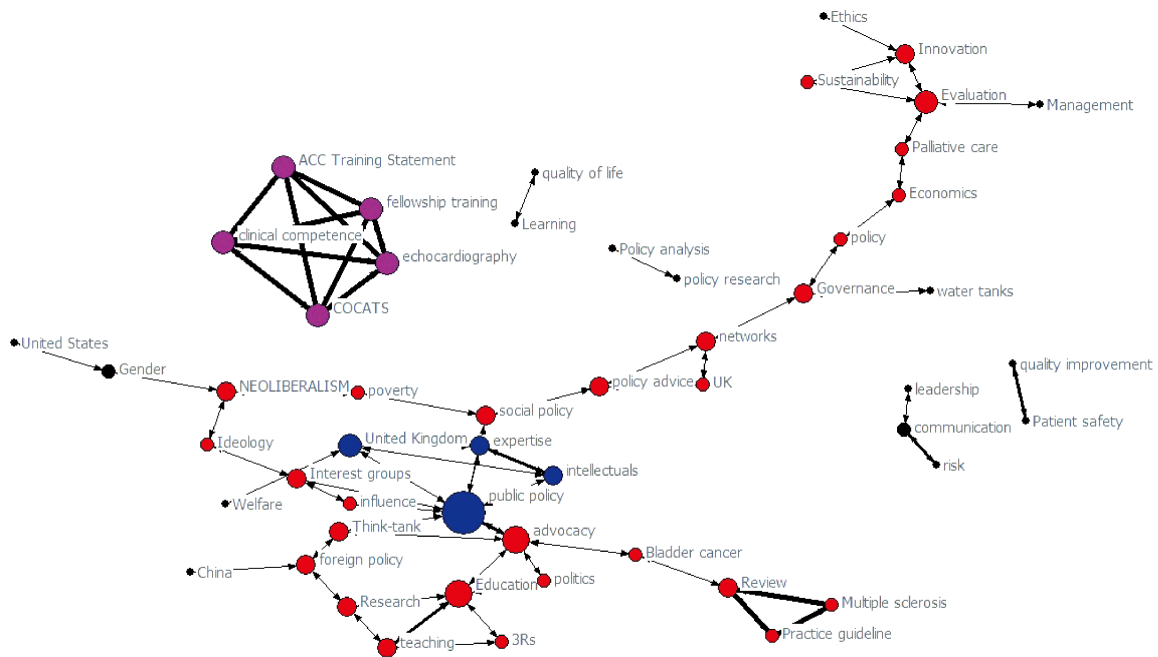 Ethics
Innovation
Sustainability
Evaluation
Management
Palliative care
ACC Training Statement
quality of life
Economics
fellowship training
Learning
clinical competence
policy
Policy analysis
echocardiography
policy research
Governance
water tanks
COCATS
networks
United States
Gender
quality improvement
NEOLIBERALISM
poverty
policy advice
UK
leadership
social policy
Patient safety
communication
United Kingdom
expertise
Ideology
risk
Interest groups
intellectuals
public policy
Welfare
influence
Think-tank
advocacy
foreign policy
Bladder cancer
China
Education
politics
Review
Research
Multiple sclerosis
teaching
3Rs
Practice guideline